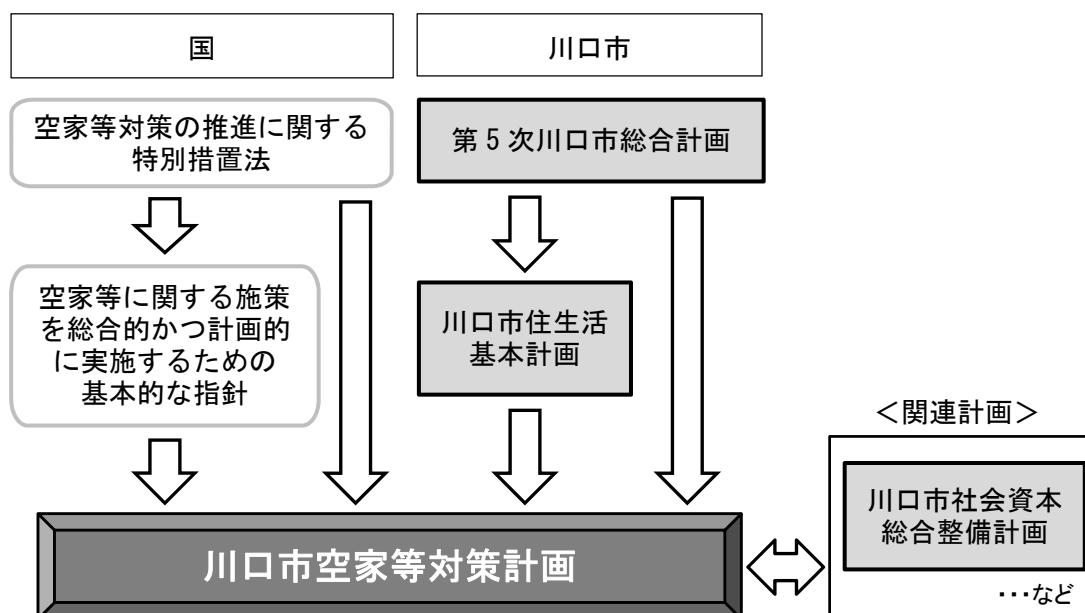 国
川口市
空家等対策の推進に関する
特別措置法
第5次川口市総合計画
空家等に関する施策
を総合的かつ計画的
に実施するための
基本的な指針
川口市住生活
基本計画
＜関連計画＞
川口市社会資本
総合整備計画
･･･など
川口市空家等対策計画